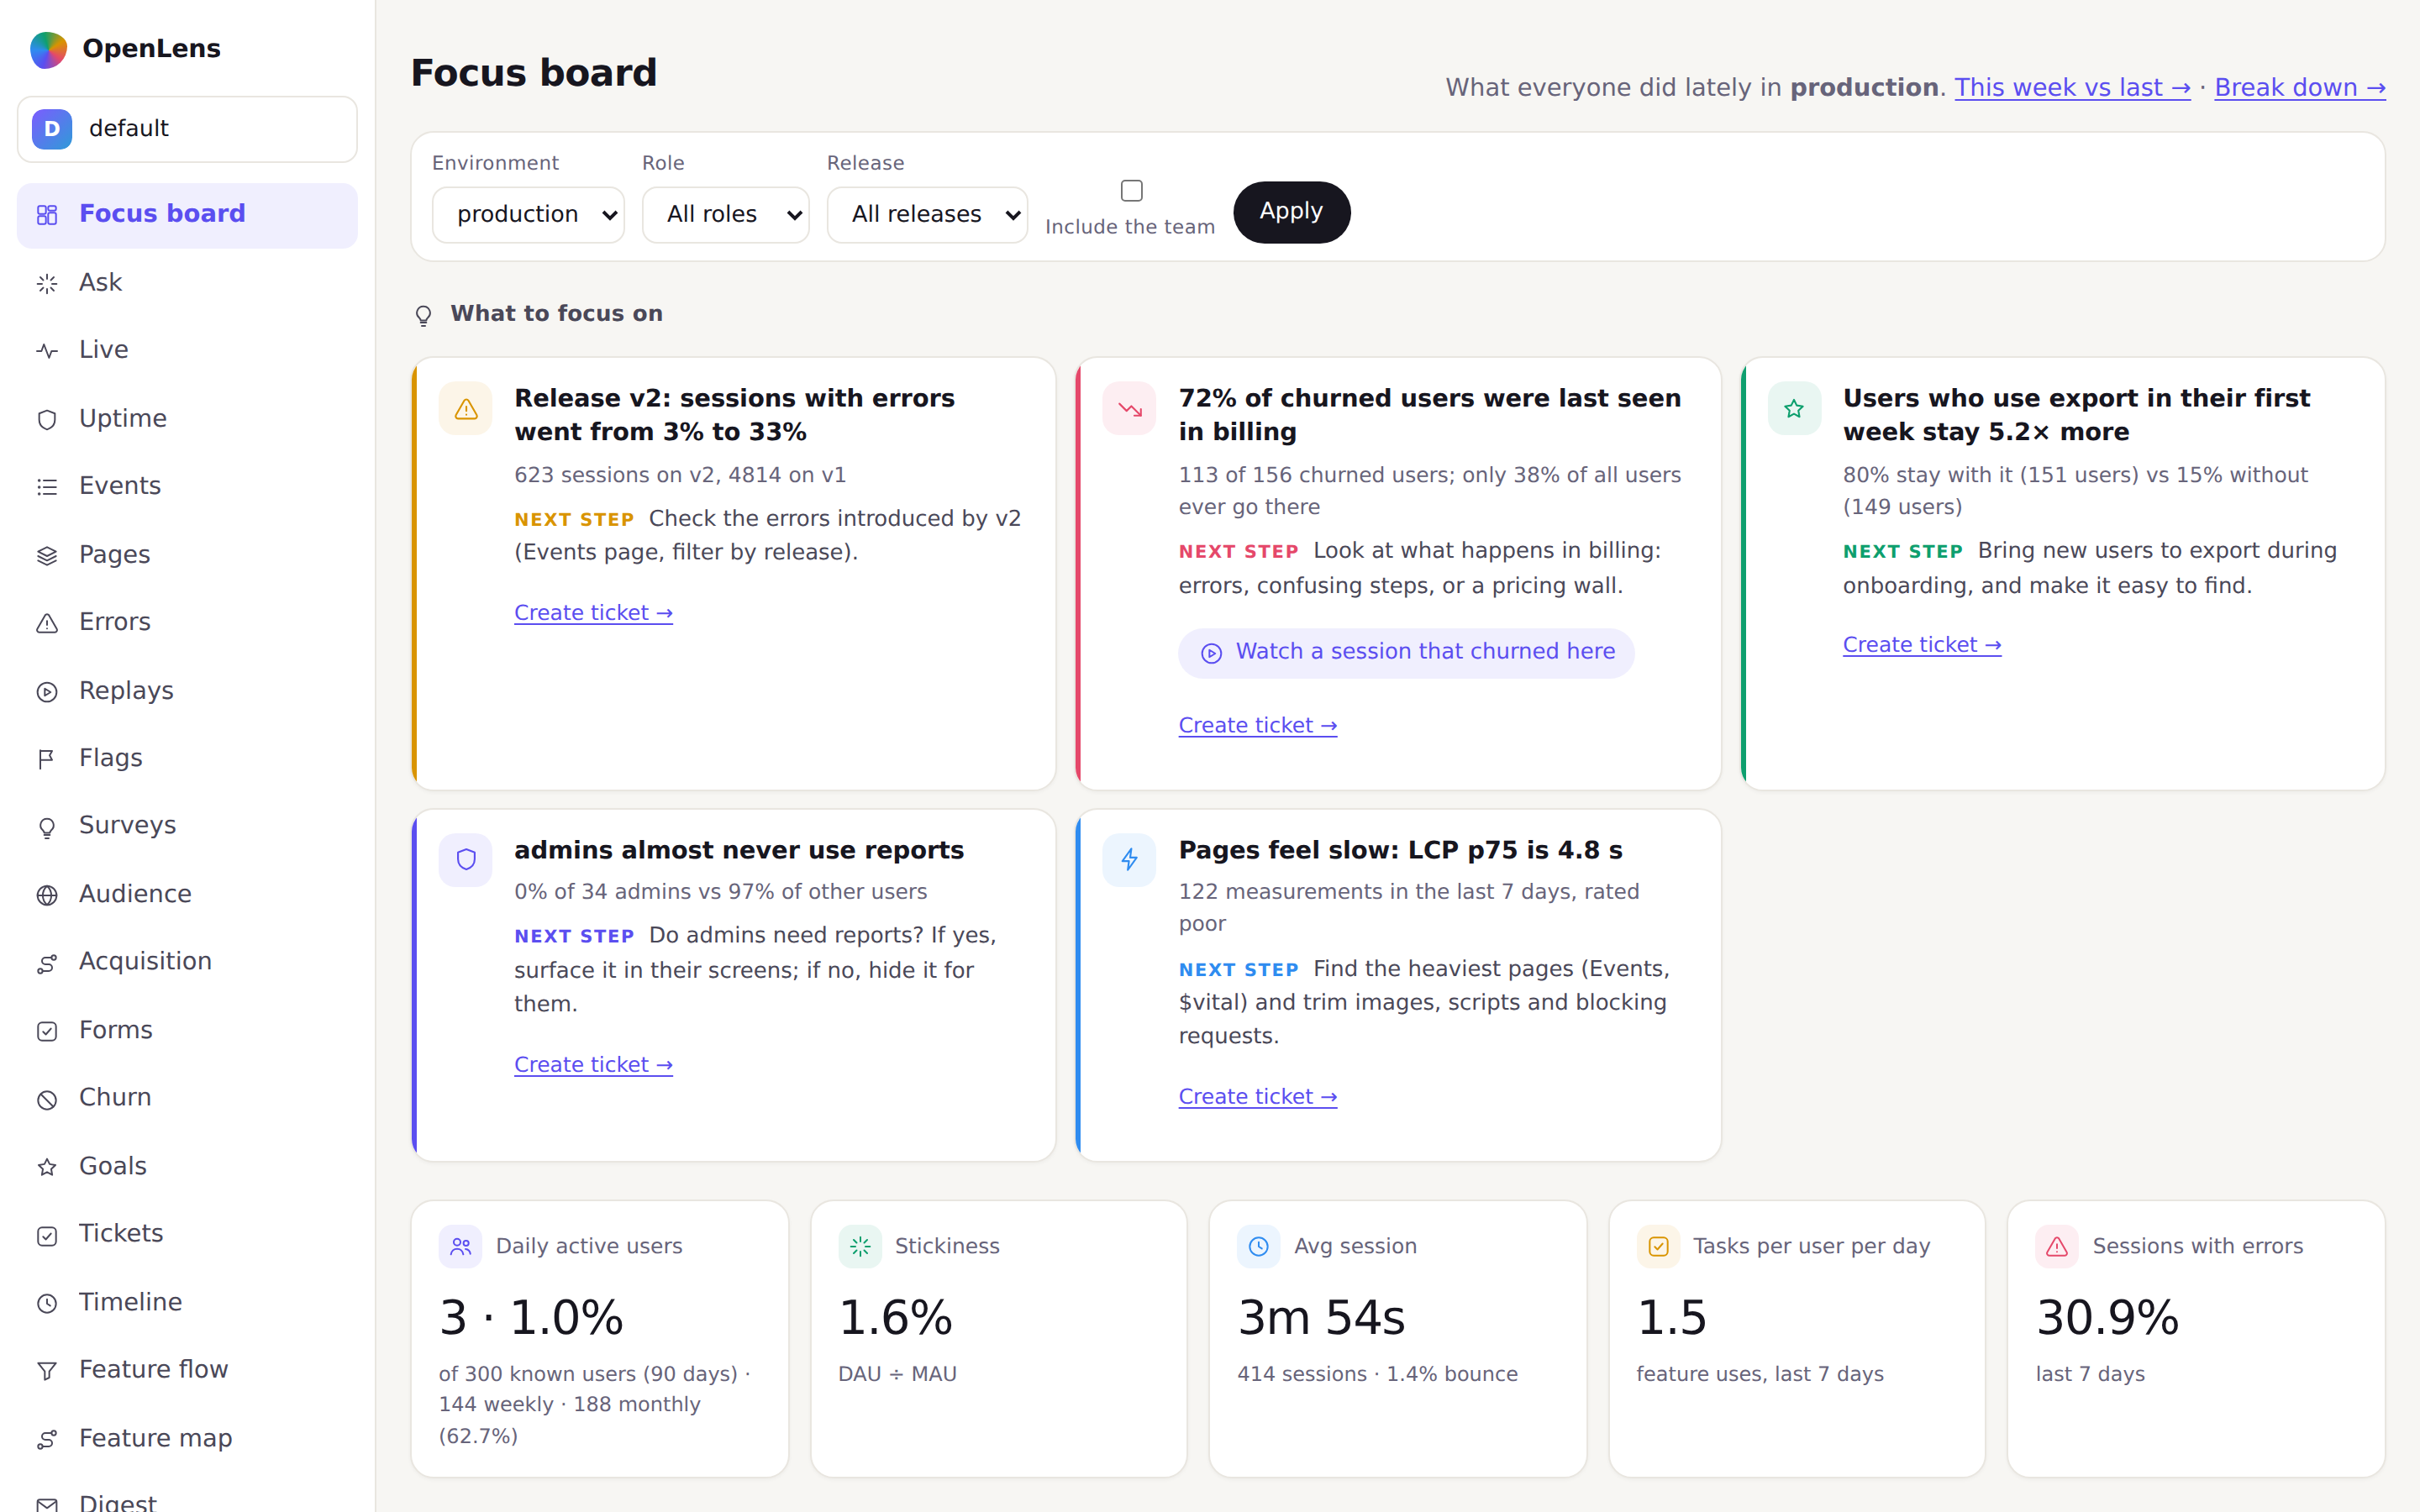 OpenLens
D default
Focus board
Ask
Live
Uptime
Events
Pages
Errors
Replays
Flags
Surveys
Audience
Acquisition
Forms
Churn
Goals
Tickets
Timeline
Feature flow
Feature map
Digest
Focus board
What everyone did lately in production. This week vs last → · Break down →
Environment
production
Role
All roles
Release
All releases
Include the team
Apply
What to focus on
Release v2: sessions with errors
went from 3% to 33%
623 sessions on v2, 4814 on v1
NEXT STEP Check the errors introduced by v2
(Events page, filter by release).
Create ticket →
72% of churned users were last seen
in billing
113 of 156 churned users; only 38% of all users
ever go there
NEXT STEP Look at what happens in billing:
errors, confusing steps, or a pricing wall.
Watch a session that churned here
Create ticket →
Users who use export in their first
week stay 5.2× more
80% stay with it (151 users) vs 15% without
(149 users)
NEXT STEP Bring new users to export during
onboarding, and make it easy to find.
Create ticket →
admins almost never use reports
0% of 34 admins vs 97% of other users
NEXT STEP Do admins need reports? If yes,
surface it in their screens; if no, hide it for
them.
Create ticket →
Pages feel slow: LCP p75 is 4.8 s
122 measurements in the last 7 days, rated
poor
NEXT STEP Find the heaviest pages (Events,
$vital) and trim images, scripts and blocking
requests.
Create ticket →
Daily active users
3 · 1.0%
of 300 known users (90 days) ·
144 weekly · 188 monthly
(62.7%)
Stickiness
1.6%
DAU ÷ MAU
Avg session
3m 54s
414 sessions · 1.4% bounce
Tasks per user per day
1.5
feature uses, last 7 days
Sessions with errors
30.9%
last 7 days